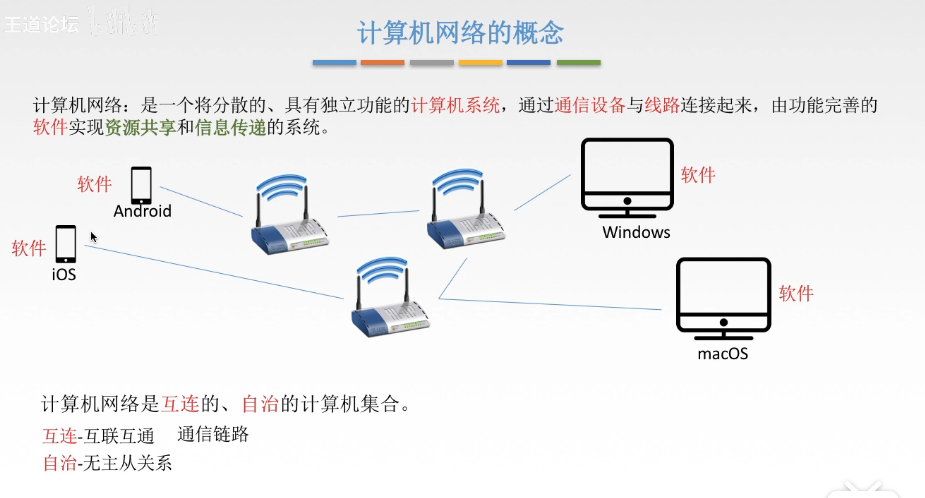 王道论坛
计算机网络的概念
计算机网络：是一个将分散的、具有独立功能的计算机系统，通过通信设备与线路连接起来，由功能完善的
软件实现资源共享和信息传递的系统。
软件
Android
软件
Windows
软件
iOS
软件
macOS
计算机网络是互连的、自治的计算机集合。
互连-互联互通 通信链路
自治-无主从关系